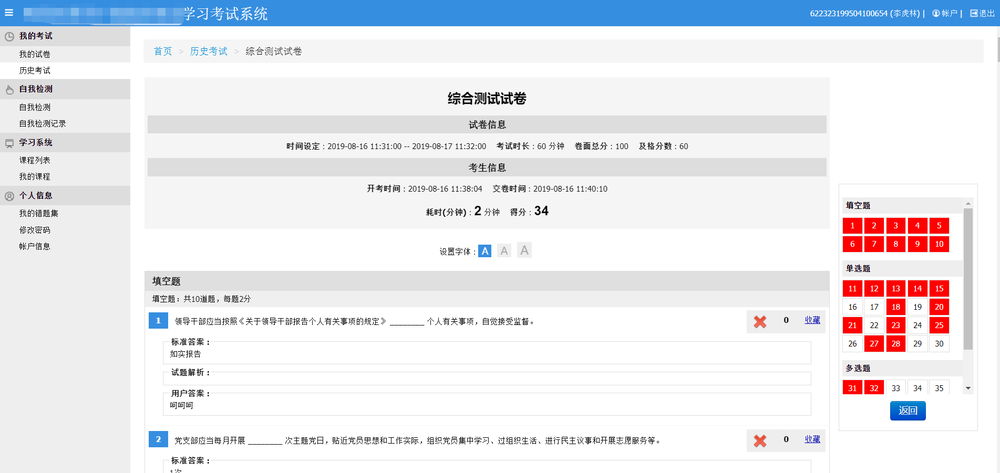 学习考试系统
622323199504100654 (李虎林) | 帐户 | 退出
我的考试
我的试卷
历史考试
自我检测
自我检测
自我检测记录
学习系统
课程列表
我的课程
个人信息
我的错题集
修改密码
帐户信息
首页 > 历史考试 > 综合测试试卷
综合测试试卷
试卷信息
时间设定：2019-08-16 11:31:00 -- 2019-08-17 11:32:00 考试时长：60 分钟 卷面总分：100 及格分数：60
考生信息
开考时间：2019-08-16 11:38:04 交卷时间：2019-08-16 11:40:10
耗时(分钟)：2 分钟 得分：34
设置字体： A A A
填空题
填空题：共10道题，每题2分
1 领导干部应当按照《关于领导干部报告个人有关事项的规定》 ________ 个人有关事项，自觉接受监督。 0 收藏
标准答案：
如实报告
试题解析：
用户答案：
呵呵呵
2 党支部应当每月开展 ________ 次主题党日，贴近党员思想和工作实际，组织党员集中学习、过组织生活、进行民主议事和开展志愿服务等。 0 收藏
标准答案：
1次
填空题
1 2 3 4 5
6 7 8 9 10
单选题
11 12 13 14 15
16 17 18 19 20
21 22 23 24 25
26 27 28 29 30
多选题
31 32 33 34 35
返回